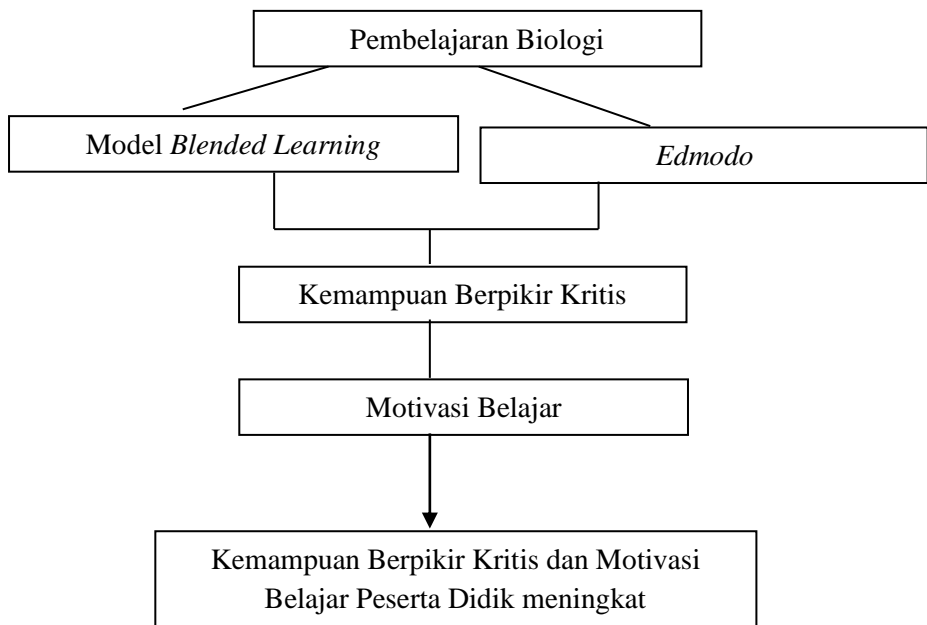 Pembelajaran Biologi
Model Blended Learning
Edmodo
Kemampuan Berpikir Kritis
Motivasi Belajar
Kemampuan Berpikir Kritis dan Motivasi
Belajar Peserta Didik meningkat